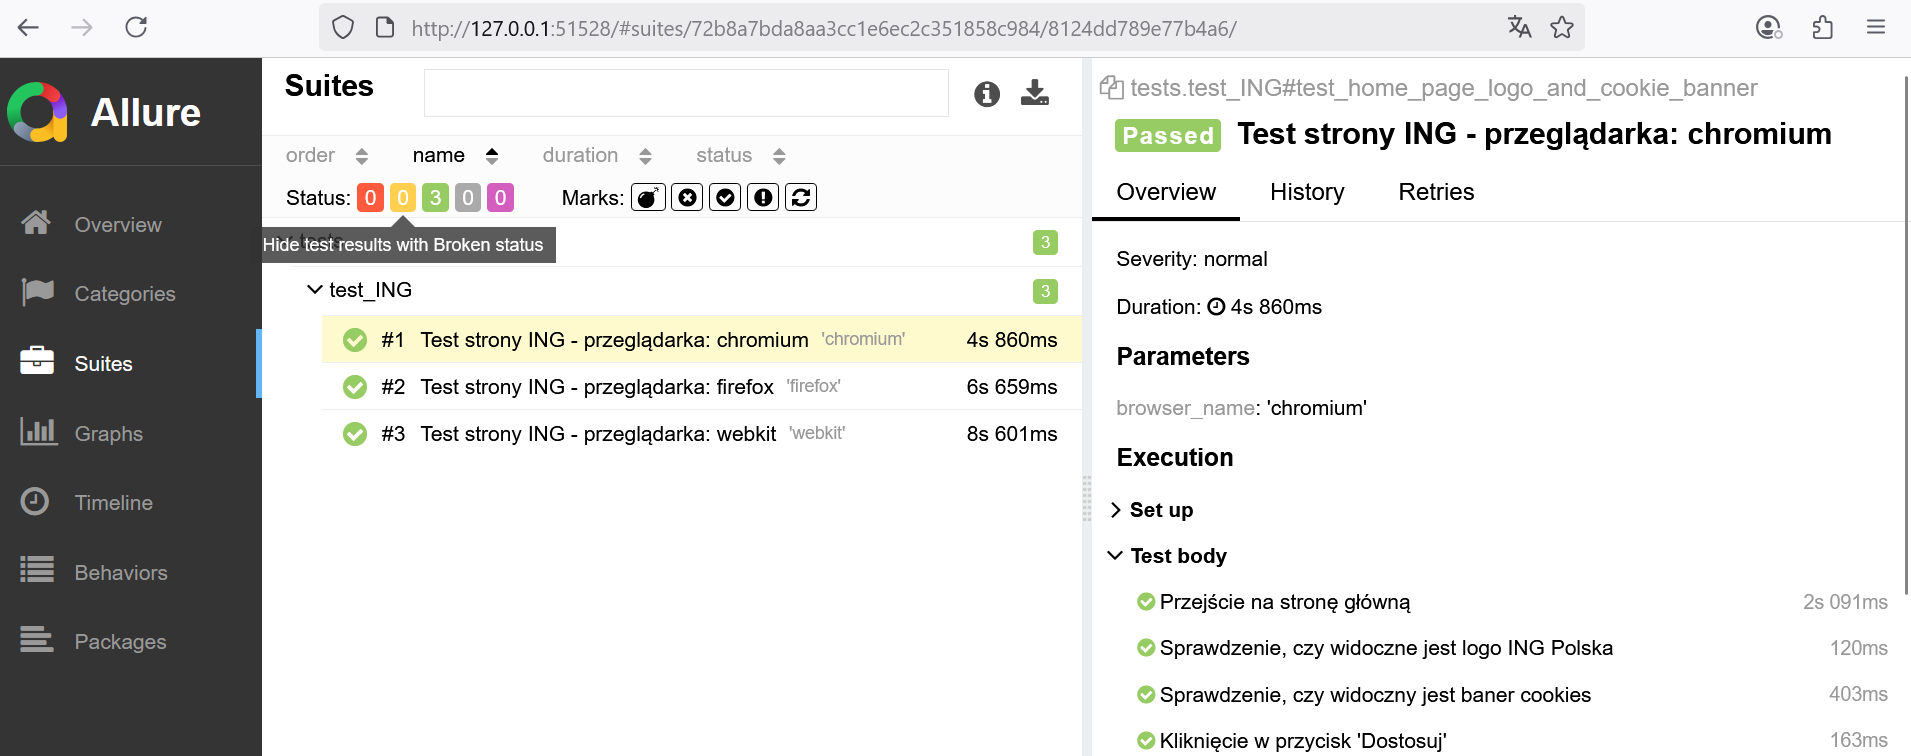 http://127.0.0.1:51528/#suites/72b8a7bda8aa3cc1e6ec2c351858c984/8124dd789e77b4a6/
Allure
Overview
Categories
Suites
Graphs
Timeline
Behaviors
Packages
Suites
order name duration status
Status: 0 0 3 0 0 Marks:
Hide test results with Broken status
3
test_ING 3
#1 Test strony ING - przeglądarka: chromium 'chromium' 4s 860ms
#2 Test strony ING - przeglądarka: firefox 'firefox' 6s 659ms
#3 Test strony ING - przeglądarka: webkit 'webkit' 8s 601ms
tests.test_ING#test_home_page_logo_and_cookie_banner
Passed Test strony ING - przeglądarka: chromium
Overview History Retries
Severity: normal
Duration: 4s 860ms
Parameters
browser_name: 'chromium'
Execution
Set up
Test body
Przejście na stronę główną 2s 091ms
Sprawdzenie, czy widoczne jest logo ING Polska 120ms
Sprawdzenie, czy widoczny jest baner cookies 403ms
Kliknięcie w przycisk 'Dostosuj' 163ms